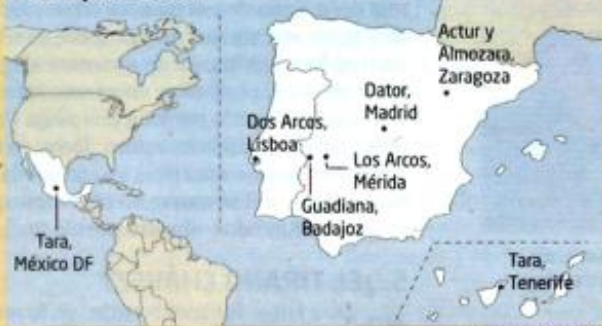 Actur y
Almozara,
Zaragoza
Dator,
Madrid
Dos Arcos,
Lisboa
Los Arcos,
Mérida
Guadiana,
Badajoz
Tara,
México DF
Tara,
Tenerife